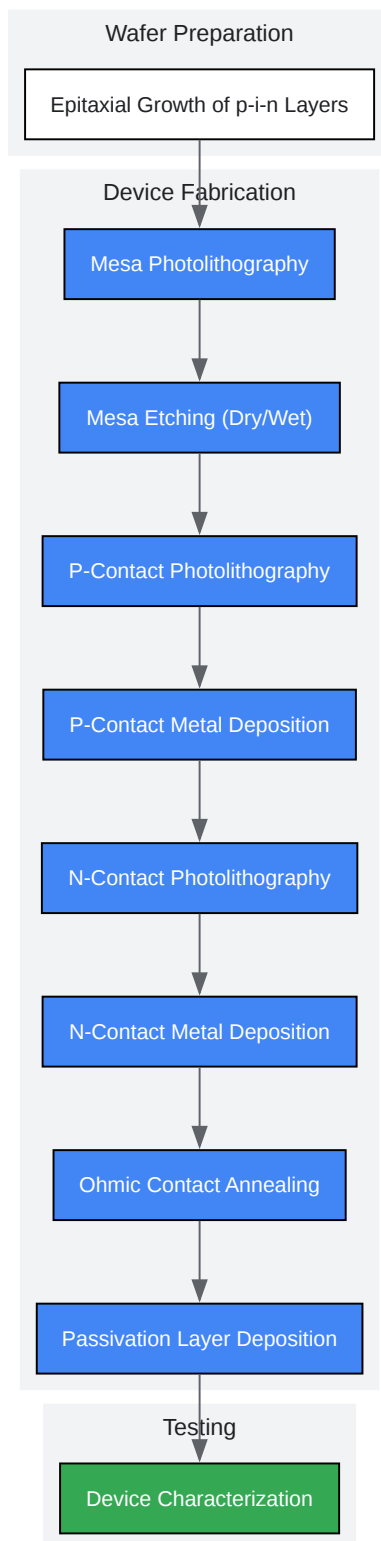 Wafer Preparation
Epitaxial Growth of p-i-n Layers
Device Fabrication
Mesa Photolithography
Mesa Etching (Dry/Wet)
P-Contact Photolithography
P-Contact Metal Deposition
N-Contact Photolithography
N-Contact Metal Deposition
Ohmic Contact Annealing
Passivation Layer Deposition
Testing
Device Characterization